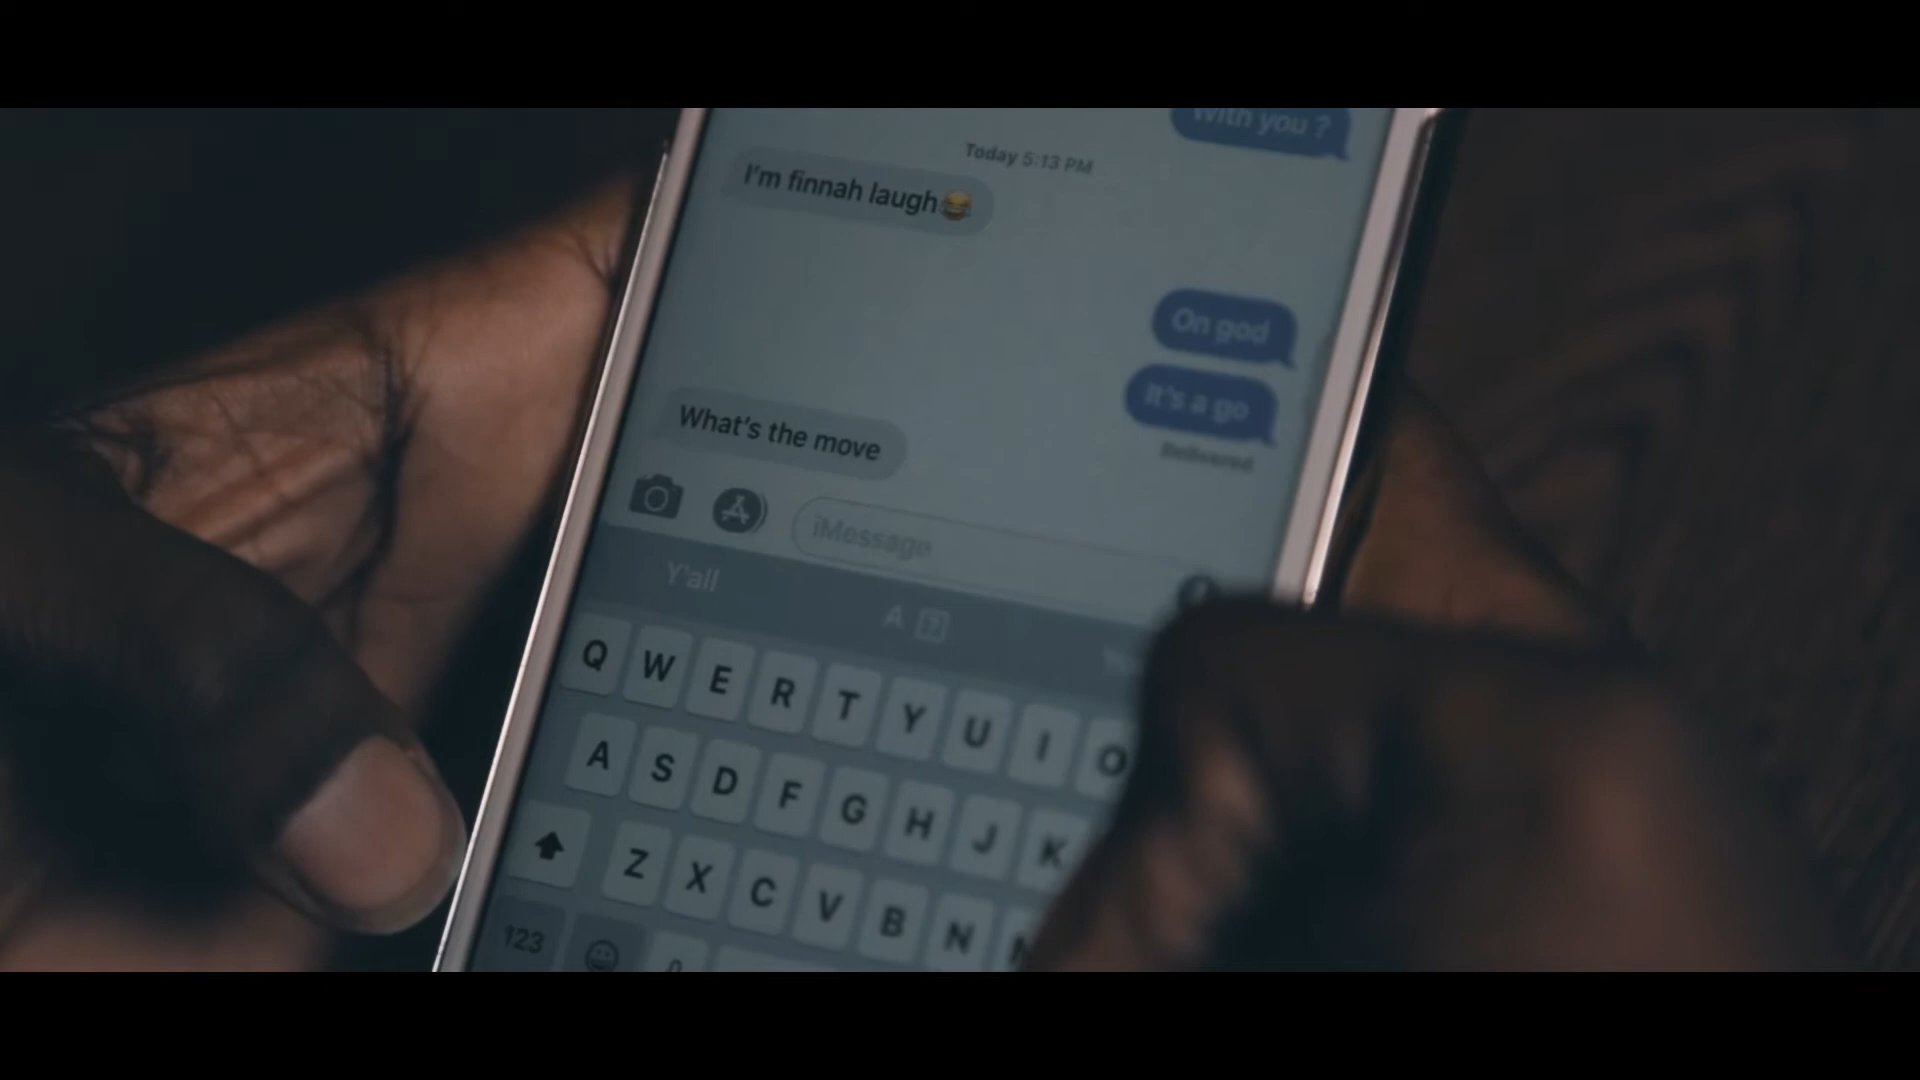 With you ?
Today 5:13 PM
I'm finnah laugh😂
On god
It's a go
Delivered
What's the move
iMessage
Y'all
A ?
Q W E R T Y U I O
A S D F G H J K
Z X C V B N
123